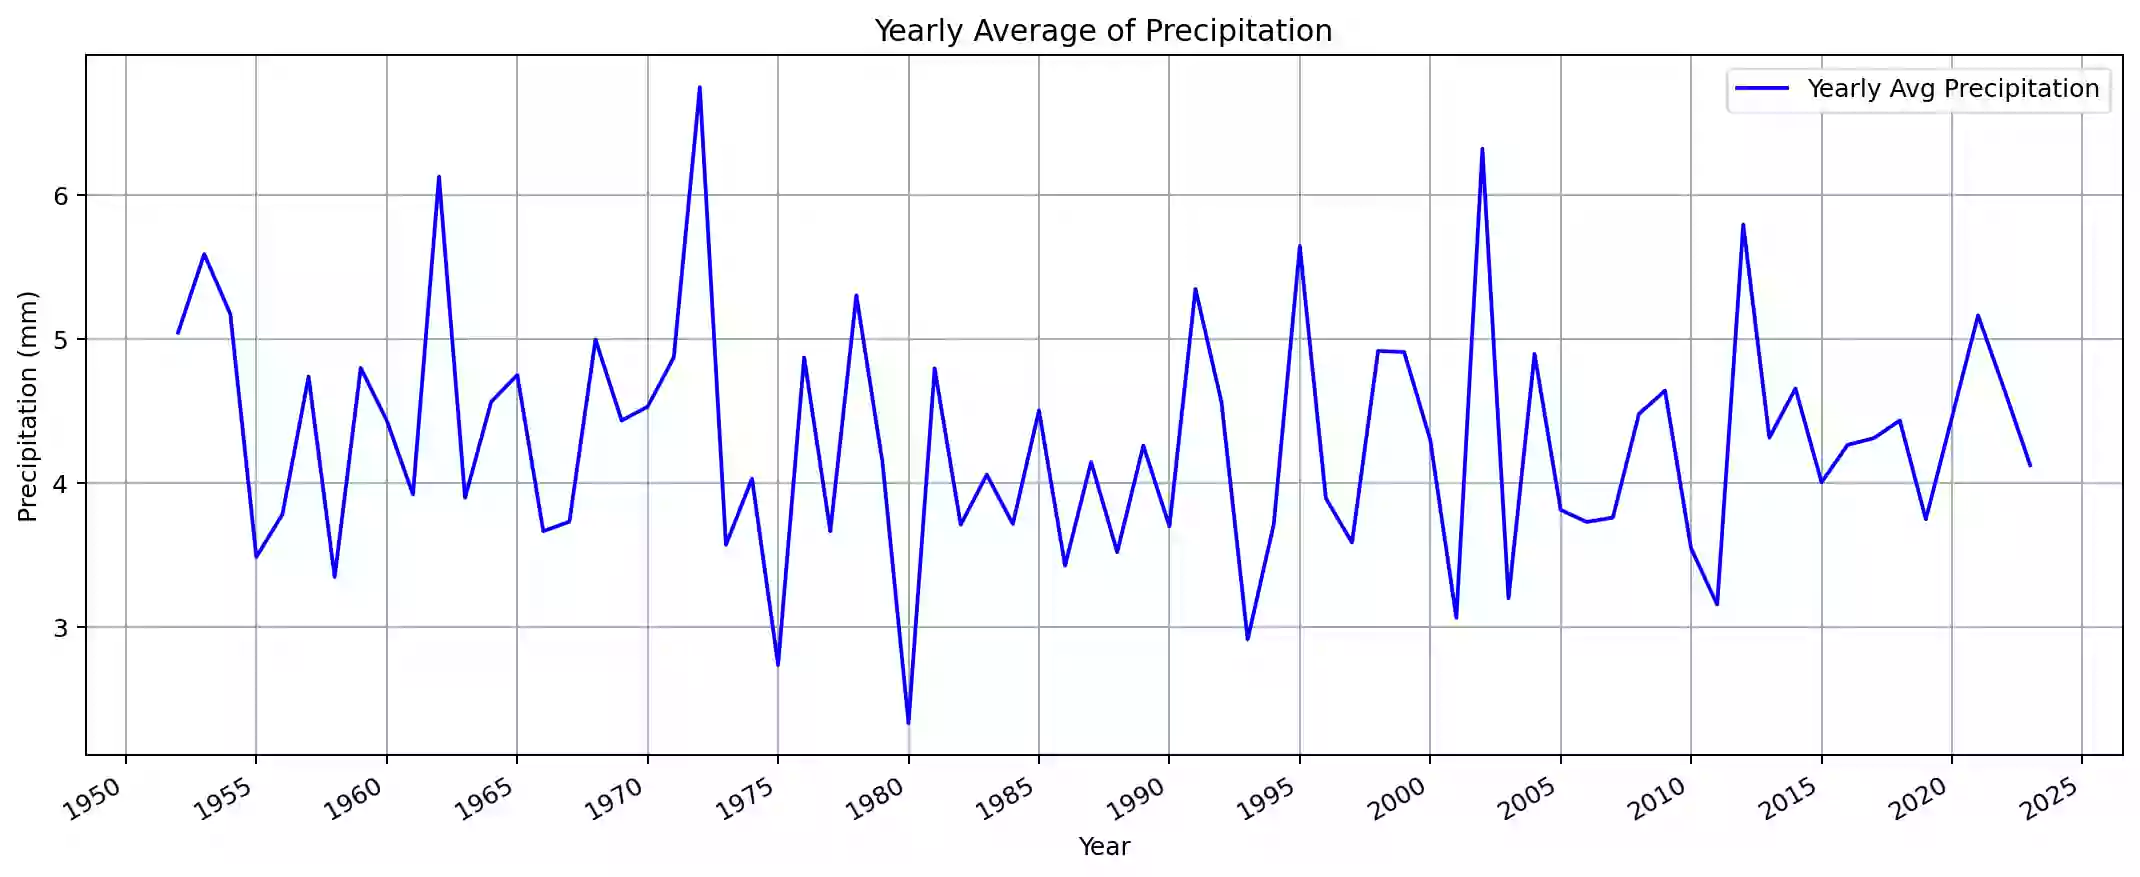 Yearly Average of Precipitation
Yearly Avg Precipitation
Precipitation (mm)
6
5
4
3
1950 1955 1960 1965 1970 1975 1980 1985 1990 1995 2000 2005 2010 2015 2020 2025
Year